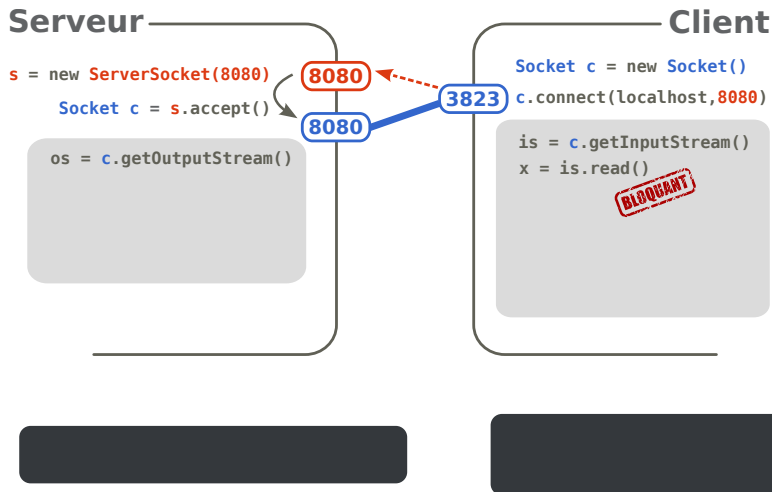 Serveur
s = new ServerSocket(8080)
8080
Socket c = s.accept()
8080
os = c.getOutputStream()
Client
Socket c = new Socket()
3823
c.connect(localhost,8080)
is = c.getInputStream()
x = is.read()
BLOQUANT